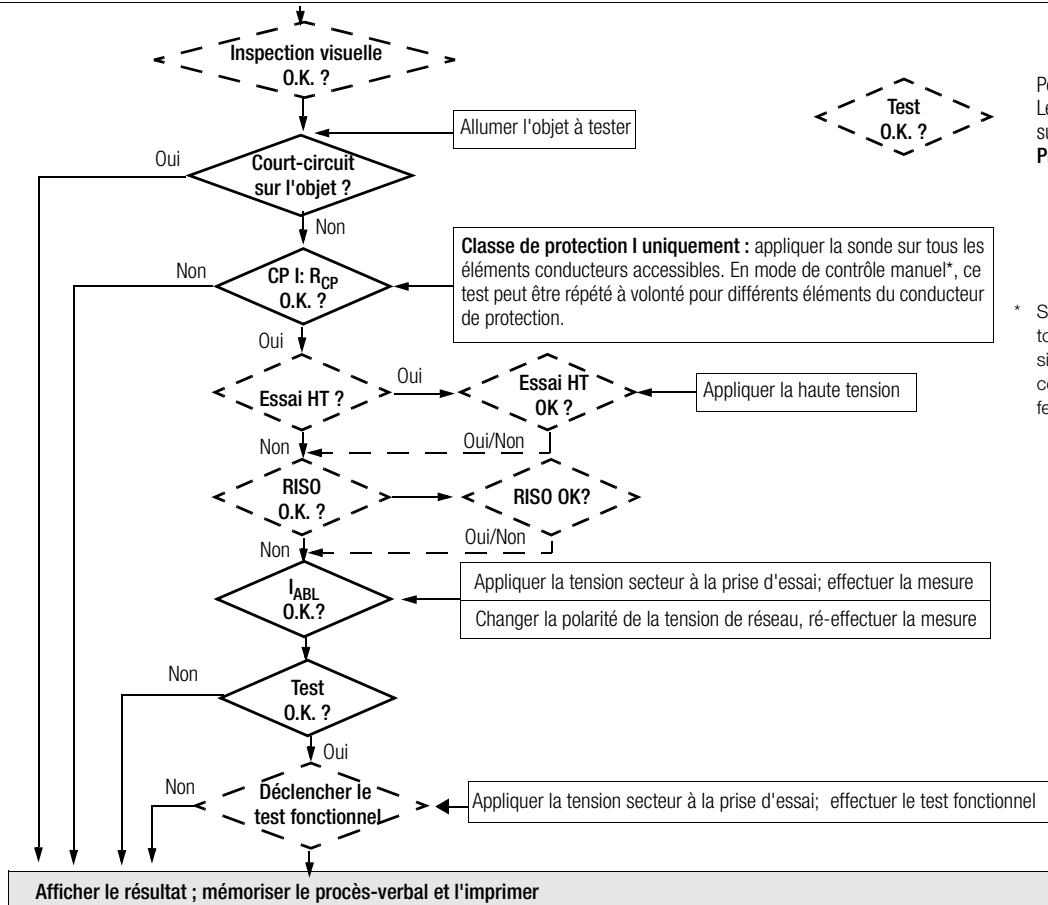 Inspection visuelle
O.K. ?
Test
O.K. ?
Allumer l'objet à tester
Oui
Court-circuit
sur l'objet ?
Non
Classe de protection I uniquement : appliquer la sonde sur tous les
éléments conducteurs accessibles. En mode de contrôle manuel*, ce
test peut être répété à volonté pour différents éléments du conducteur
de protection.
Non
CP I: RCP
O.K. ?
*
Oui
Essai HT ?
Oui
Essai HT
OK ?
Appliquer la haute tension
Non
Oui/Non
RISO
O.K. ?
RISO OK?
Non
Oui/Non
IABL
O.K.?
Appliquer la tension secteur à la prise d'essai; effectuer la mesure
Changer la polarité de la tension de réseau, ré-effectuer la mesure
Non
Test
O.K. ?
Oui
Non
Déclencher le
test fonctionnel
Appliquer la tension secteur à la prise d'essai; effectuer le test fonctionnel
Afficher le résultat ; mémoriser le procès-verbal et l'imprimer